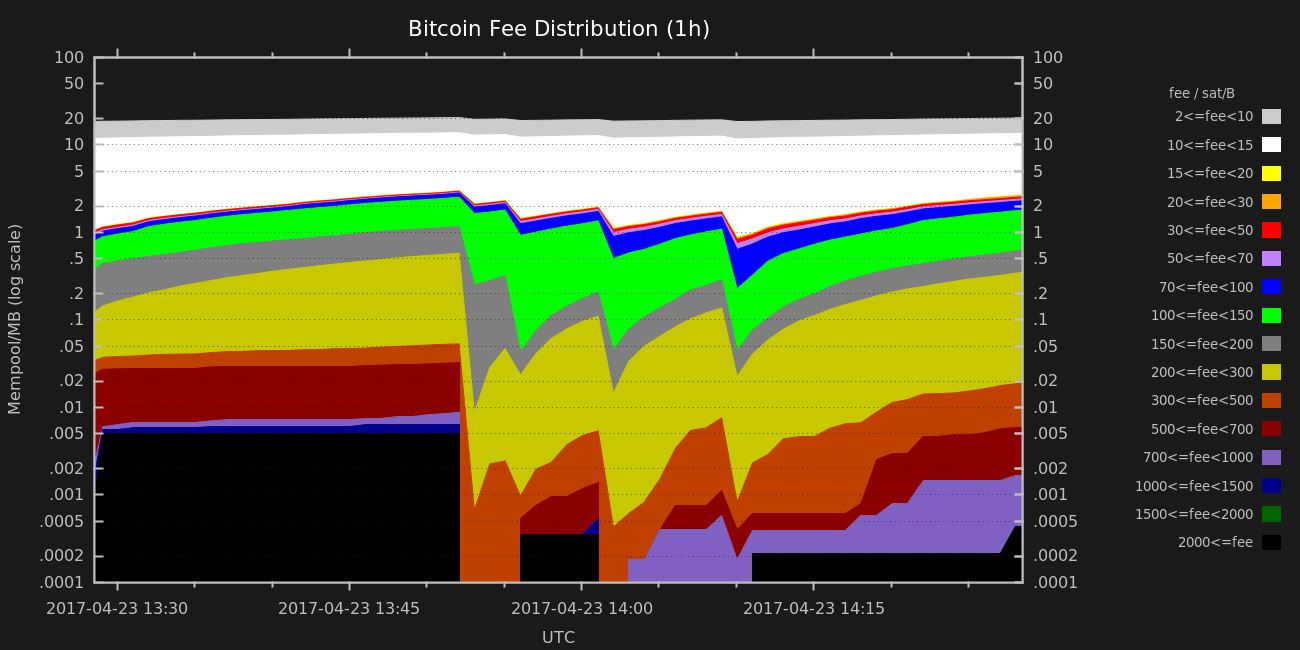 Bitcoin Fee Distribution (1h)
100 100
50 50
20 20
10 10
5 5
2 2
1 1
.5 .5
.2 .2
.1 .1
.05 .05
.02 .02
.01 .01
.005 .005
.002 .002
.001 .001
.0005 .0005
.0002 .0002
.0001 .0001
Mempool/MB (log scale)
2017-04-23 13:30 2017-04-23 13:45 2017-04-23 14:00 2017-04-23 14:15
UTC
fee / sat/B
2<=fee<10
10<=fee<15
15<=fee<20
20<=fee<30
30<=fee<50
50<=fee<70
70<=fee<100
100<=fee<150
150<=fee<200
200<=fee<300
300<=fee<500
500<=fee<700
700<=fee<1000
1000<=fee<1500
1500<=fee<2000
2000<=fee